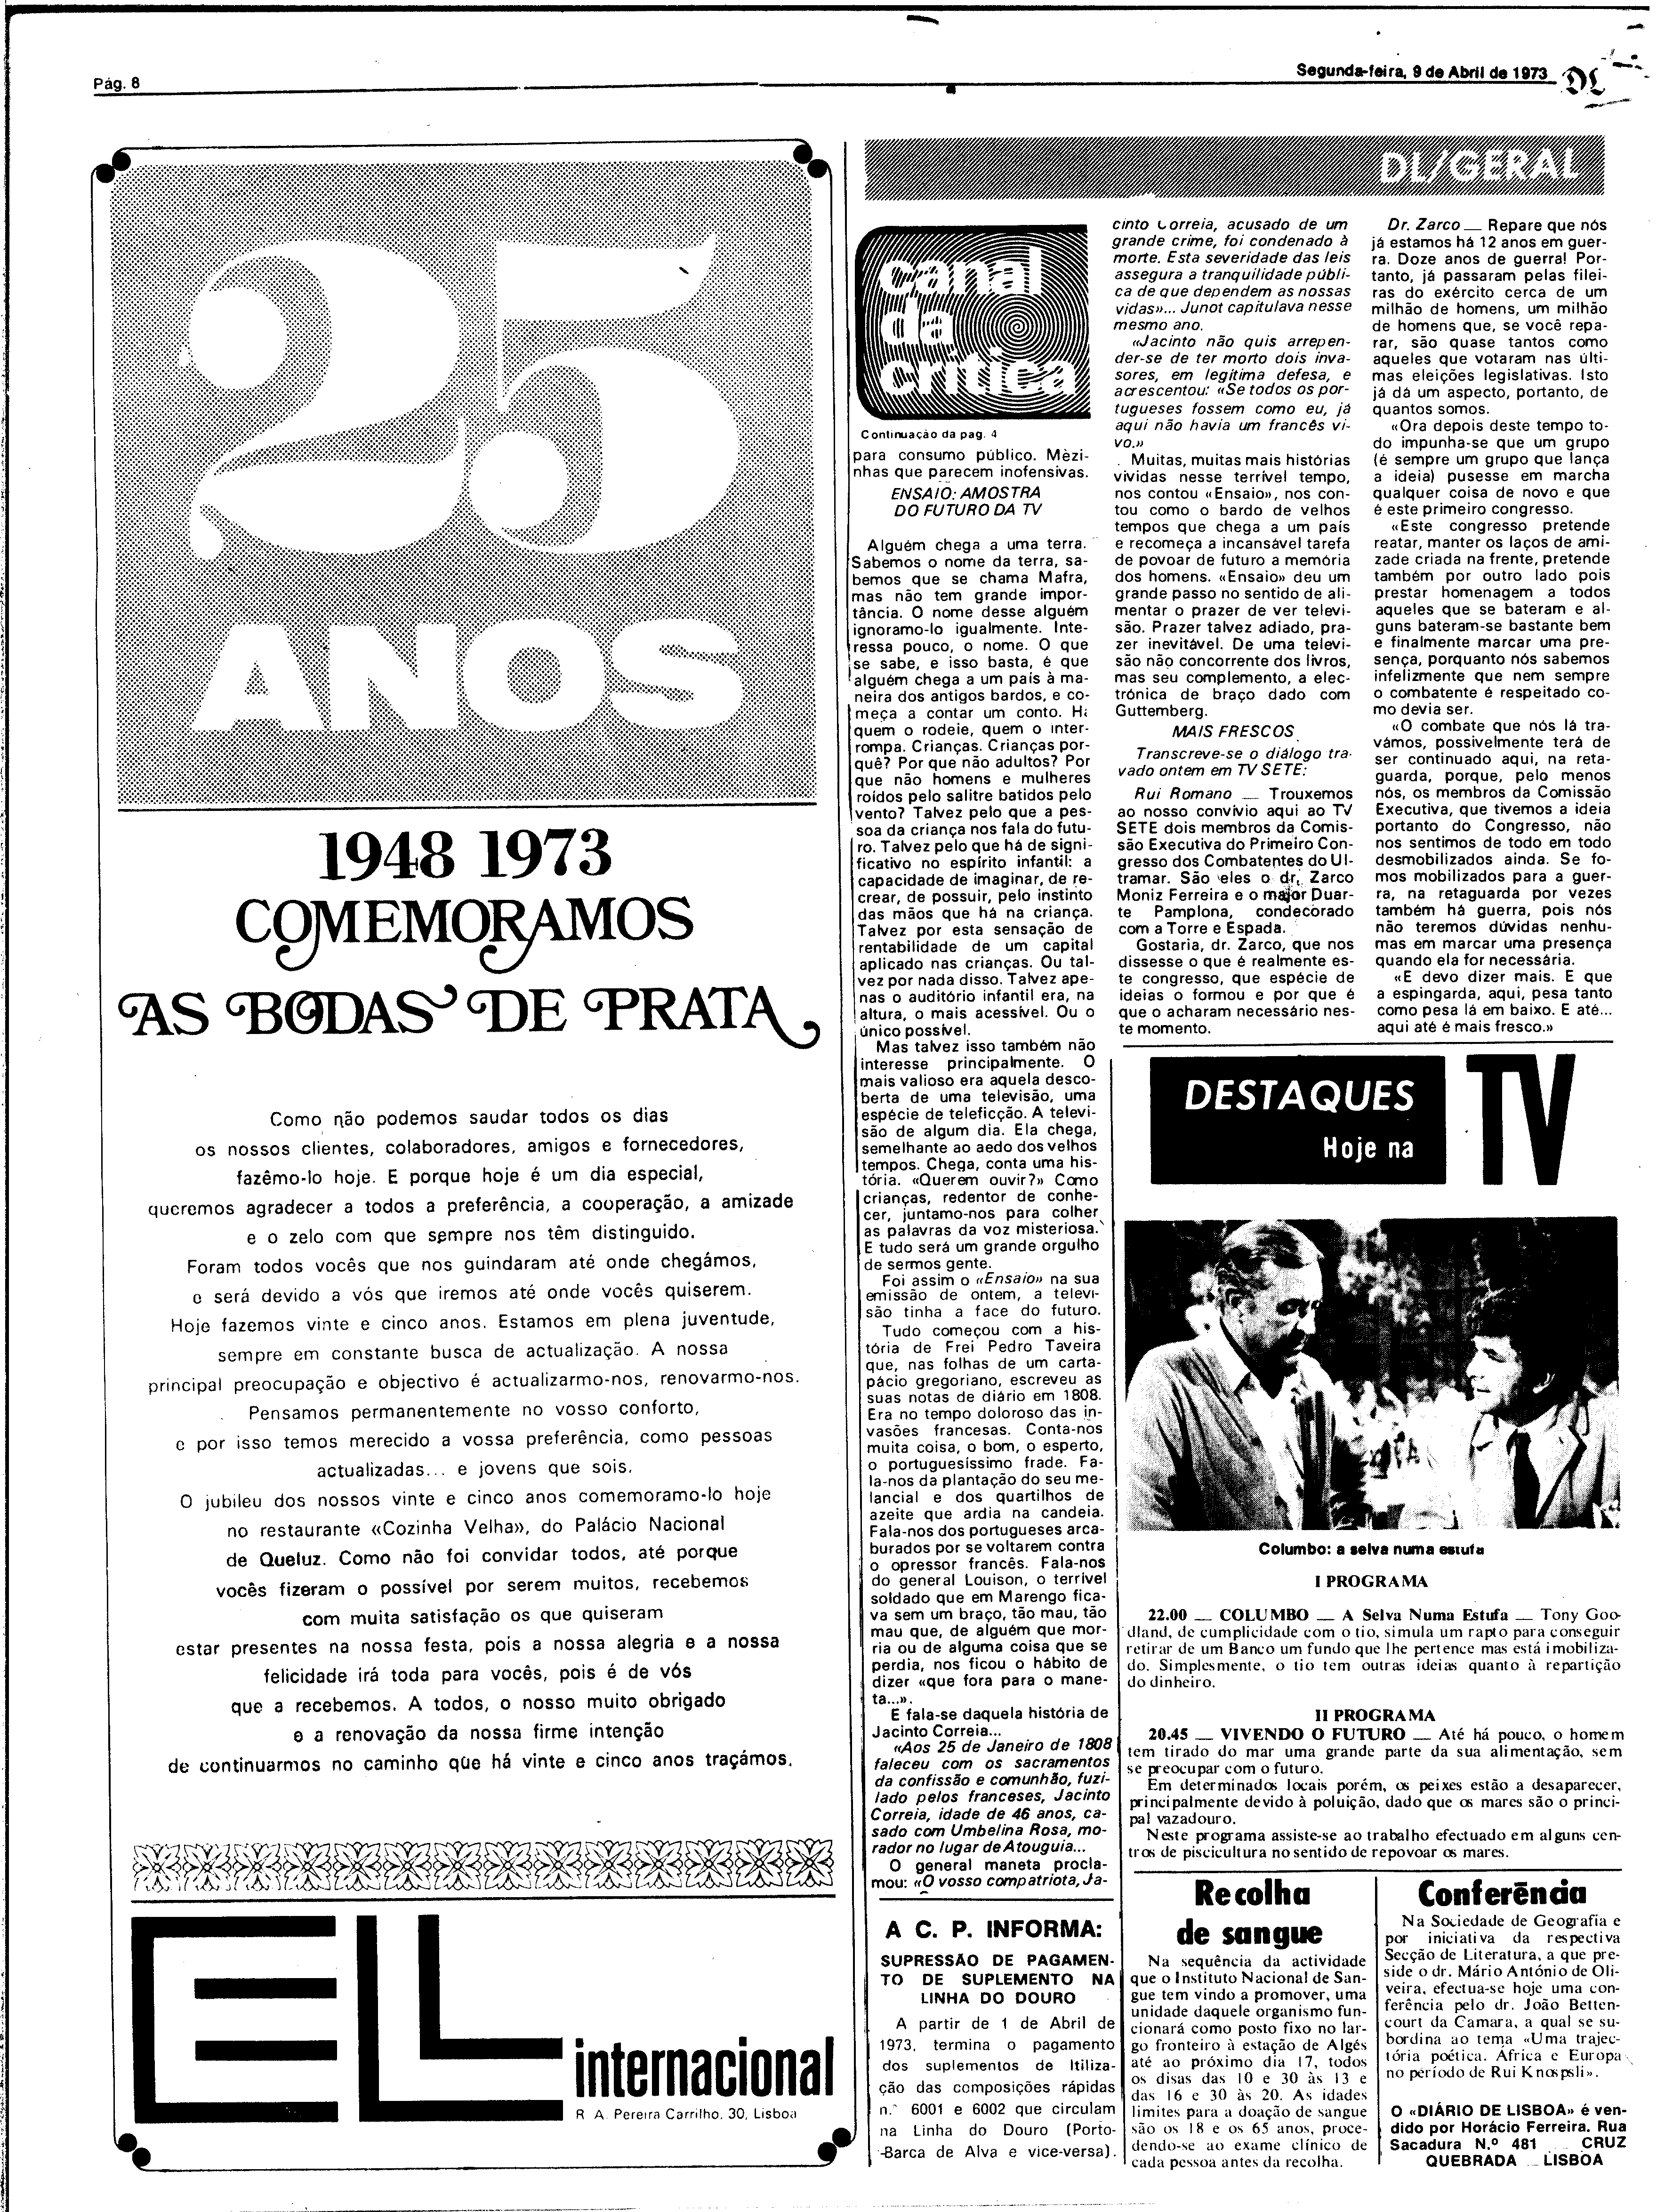 Pág. 8
Segunda-feira, 9 de Abril de 1973
DL
25
ANOS
1948 1973
COMEMORAMOS
AS BODAS DE PRATA
Como não podemos saudar todos os dias
os nossos clientes, colaboradores, amigos e fornecedores,
fazêmo-lo hoje. E porque hoje é um dia especial,
queremos agradecer a todos a preferência, a cooperação, a amizade
e o zelo com que sempre nos têm distinguido.
Foram todos vocês que nos guindaram até onde chegámos,
e será devido a vós que iremos até onde vocês quiserem.
Hoje fazemos vinte e cinco anos. Estamos em plena juventude,
sempre em constante busca de actualização. A nossa
principal preocupação e objectivo é actualizarmo-nos, renovarmo-nos.
Pensamos permanentemente no vosso conforto,
e por isso temos merecido a vossa preferência, como pessoas
actualizadas... e jovens que sois.
O jubileu dos nossos vinte e cinco anos comemoramo-lo hoje
no restaurante «Cozinha Velha», do Palácio Nacional
de Queluz. Como não foi convidar todos, até porque
vocês fizeram o possível por serem muitos, recebemos
com muita satisfação os que quiseram
estar presentes na nossa festa, pois a nossa alegria e a nossa
felicidade irá toda para vocês, pois é de vós
que a recebemos. A todos, o nosso muito obrigado
e a renovação da nossa firme intenção
de continuarmos no caminho que há vinte e cinco anos traçámos.
EL internacional
R A. Pereira Carrilho, 30, Lisboa
DL/GERAL
canal
da
crítica
Continuação da pag. 4
para consumo público. Mèzi-
nhas que parecem inofensivas.
ENSAIO: AMOSTRA
DO FUTURO DA TV
Alguém chega a uma terra.
Sabemos o nome da terra, sa-
bemos que se chama Mafra,
mas não tem grande impor-
tância. O nome desse alguém
ignoramo-lo igualmente. Inte-
ressa pouco, o nome. O que
se sabe, e isso basta, é que
alguém chega a um país à ma-
neira dos antigos bardos, e co-
meça a contar um conto. Há
quem o rodeie, quem o inter-
rompa. Crianças. Crianças por-
quê? Por que não adultos? Por
que não homens e mulheres
roídos pelo salitre batidos pelo
vento? Talvez pelo que a pes-
soa da criança nos fala do futu-
ro. Talvez pelo que há de signi-
ficativo no espírito infantil: a
capacidade de imaginar, de re-
crear, de possuir, pelo instinto
das mãos que há na criança.
Talvez por esta sensação de
rentabilidade de um capital
aplicado nas crianças. Ou tal-
vez por nada disso. Talvez ape-
nas o auditório infantil era, na
altura, o mais acessível. Ou o
único possível.
Mas talvez isso também não
interesse principalmente. O
mais valioso era aquela desco-
berta de uma televisão, uma
espécie de teleficção. A televi-
são de algum dia. Ela chega,
semelhante ao aedo dos velhos
tempos. Chega, conta uma his-
tória. «Querem ouvir?» Como
crianças, redentor de conhe-
cer, juntamo-nos para colher
as palavras da voz misteriosa.
E tudo será um grande orgulho
de sermos gente.
Foi assim o «Ensaio» na sua
emissão de ontem, a televi-
são tinha a face do futuro.
Tudo começou com a his-
tória de Frei Pedro Taveira
que, nas folhas de um carta-
pácio gregoriano, escreveu as
suas notas de diário em 1808.
Era no tempo doloroso das in-
vasões francesas. Conta-nos
muita coisa, o bom, o esperto,
o portuguesíssimo frade. Fa-
la-nos da plantação do seu me-
lancial e dos quartilhos de
azeite que ardia na candeia.
Fala-nos dos portugueses arca-
burados por se voltarem contra
o opressor francês. Fala-nos
do general Louison, o terrível
soldado que em Marengo fica-
va sem um braço, tão mau, tão
mau que, de alguém que mor-
ria ou de alguma coisa que se
perdia, nos ficou o hábito de
dizer «que fora para o mane-
ta...».
E fala-se daquela história de
Jacinto Correia...
«Aos 25 de Janeiro de 1808
faleceu com os sacramentos
da confissão e comunhão, fuzi-
lado pelos franceses, Jacinto
Correia, idade de 46 anos, ca-
sado com Umbelina Rosa, mo-
rador no lugar de Atouguia...
O general maneta procla-
mou: «O vosso compatriota, Ja-
cinto Correia, acusado de um
grande crime, foi condenado à
morte. Esta severidade das leis
assegura a tranquilidade públi-
ca de que dependem as nossas
vidas»... Junot capitulava nesse
mesmo ano.
«Jacinto não quis arrepen-
der-se de ter morto dois inva-
sores, em legítima defesa, e
acrescentou: «Se todos os por-
tugueses fossem como eu, já
aqui não havia um francês vi-
vo.»
Muitas, muitas mais histórias
vividas nesse terrível tempo,
nos contou «Ensaio», nos con-
tou como o bardo de velhos
tempos que chega a um país
e recomeça a incansável tarefa
de povoar de futuro a memória
dos homens. «Ensaio» deu um
grande passo no sentido de ali-
mentar o prazer de ver televi-
são. Prazer talvez adiado, pra-
zer inevitável. De uma televi-
são não concorrente dos livros,
mas seu complemento, a elec-
trónica de braço dado com
Guttemberg.
MAIS FRESCOS
Transcreve-se o diálogo tra-
vado ontem em TV SETE:
Rui Romano — Trouxemos
ao nosso convívio aqui ao TV
SETE dois membros da Comis-
são Executiva do Primeiro Con-
gresso dos Combatentes do Ul-
tramar. São eles o dr. Zarco
Moniz Ferreira e o major Duar-
te Pamplona, condecorado
com a Torre e Espada.
Gostaria, dr. Zarco, que nos
dissesse o que é realmente es-
te congresso, que espécie de
ideias o formou e por que é
que o acharam necessário nes-
te momento.
Dr. Zarco — Repare que nós
já estamos há 12 anos em guer-
ra. Doze anos de guerra! Por-
tanto, já passaram pelas filei-
ras do exército cerca de um
milhão de homens, um milhão
de homens que, se você repa-
rar, são quase tantos como
aqueles que votaram nas últi-
mas eleições legislativas. Isto
já dá um aspecto, portanto, de
quantos somos.
«Ora depois deste tempo to-
do impunha-se que um grupo
(é sempre um grupo que lança
a ideia) pusesse em marcha
qualquer coisa de novo e que
é este primeiro congresso.
«Este congresso pretende
reatar, manter os laços de ami-
zade criada na frente, pretende
também por outro lado pois
prestar homenagem a todos
aqueles que se bateram e al-
guns bateram-se bastante bem
e finalmente marcar uma pre-
sença, porquanto nós sabemos
infelizmente que nem sempre
o combatente é respeitado co-
mo devia ser.
«O combate que nós lá tra-
vámos, possivelmente terá de
ser continuado aqui, na reta-
guarda, porque, pelo menos
nós, os membros da Comissão
Executiva, que tivemos a ideia
portanto do Congresso, não
nos sentimos de todo em todo
desmobilizados ainda. Se fo-
mos mobilizados para a guer-
ra, na retaguarda por vezes
também há guerra, pois nós
não teremos dúvidas nenhu-
mas em marcar uma presença
quando ela for necessária.
«E devo dizer mais. E que
a espingarda, aqui, pesa tanto
como pesa lá em baixo. E até...
aqui até é mais fresco.»
DESTAQUES
Hoje na
TV
Columbo: a selva numa estufa
I PROGRAMA
22.00 — COLUMBO — A Selva Numa Estufa — Tony Goo-
dland, de cumplicidade com o tio, simula um rapto para conseguir
retirar de um Banco um fundo que lhe pertence mas está imobiliza-
do. Simplesmente, o tio tem outras ideias quanto à repartição
do dinheiro.
II PROGRAMA
20.45 — VIVENDO O FUTURO — Até há pouco, o homem
tem tirado do mar uma grande parte da sua alimentação, sem
se preocupar com o futuro.
Em determinados locais porém, os peixes estão a desaparecer,
principalmente devido à poluição, dado que os mares são o princi-
pal vazadouro.
Neste programa assiste-se ao trabalho efectuado em alguns cen-
tros de piscicultura no sentido de repovoar os mares.
A C. P. INFORMA:
SUPRESSÃO DE PAGAMEN-
TO DE SUPLEMENTO NA
LINHA DO DOURO
A partir de 1 de Abril de
1973, termina o pagamento
dos suplementos de Itiliza-
ção das composições rápidas
n.° 6001 e 6002 que circulam
na Linha do Douro (Porto-
-Barca de Alva e vice-versa).
Recolha
de sangue
Na sequência da actividade
que o Instituto Nacional de San-
gue tem vindo a promover, uma
unidade daquele organismo fun-
cionará como posto fixo no lar-
go fronteiro à estação de Algés
até ao próximo dia 17, todos
os disas das 10 e 30 às 13 e
das 16 e 30 às 20. As idades
limites para a doação de sangue
são os 18 e os 65 anos, proce-
dendo-se ao exame clínico de
cada pessoa antes da recolha.
Conferência
Na Sociedade de Geografia e
por iniciativa da respectiva
Secção de Literatura, a que pre-
side o dr. Mário António de Oli-
veira, efectua-se hoje uma con-
ferência pelo dr. João Betten-
court da Camara, a qual se su-
bordina ao tema «Uma trajec-
tória poética. Africa e Europa
no período de Rui Knospsli».
O «DIÁRIO DE LISBOA» é ven-
dido por Horácio Ferreira. Rua
Sacadura N.º 481 CRUZ
QUEBRADA — LISBOA